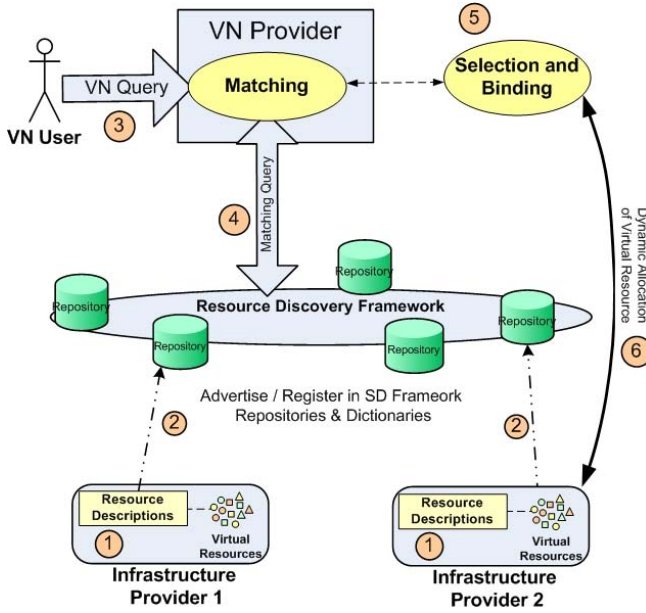 VN Provider
5
Matching
Selection and
Binding
VN Query
VN User
3
4
Matching Query
Dynamic Allocation
of Virtual Resource
6
Repository
Repository
Resource Discovery Framework
Repository
Repository
Repository
Advertise / Register in SD Frameork
Repositories & Dictionaries
2
2
Resource
Descriptions
1
Virtual
Resources
Infrastructure
Provider 1
Resource
Descriptions
1
Virtual
Resources
Infrastructure
Provider 2